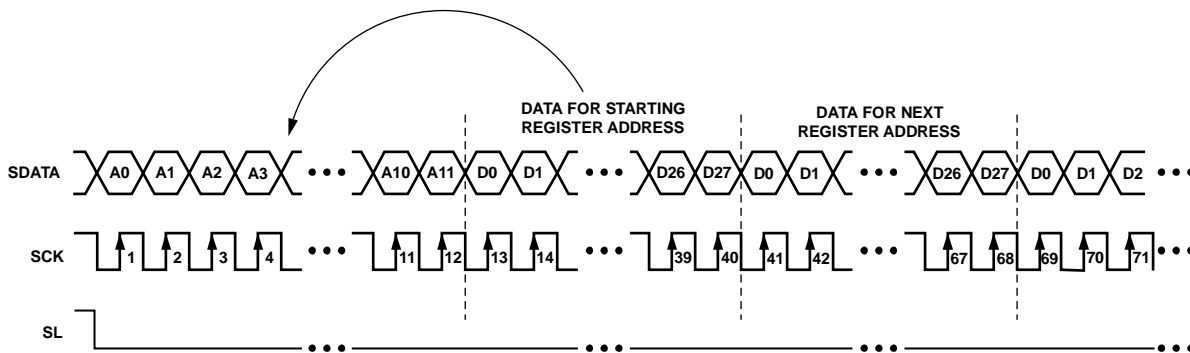 DATA FOR STARTING
REGISTER ADDRESS
DATA FOR NEXT
REGISTER ADDRESS
SDATA A0 A1 A2 A3 A10 A11 D0 D1 D26 D27 D0 D1 D26 D27 D0 D1 D2
SCK 1 2 3 4 11 12 13 14 39 40 41 42 67 68 69 70 71
SL